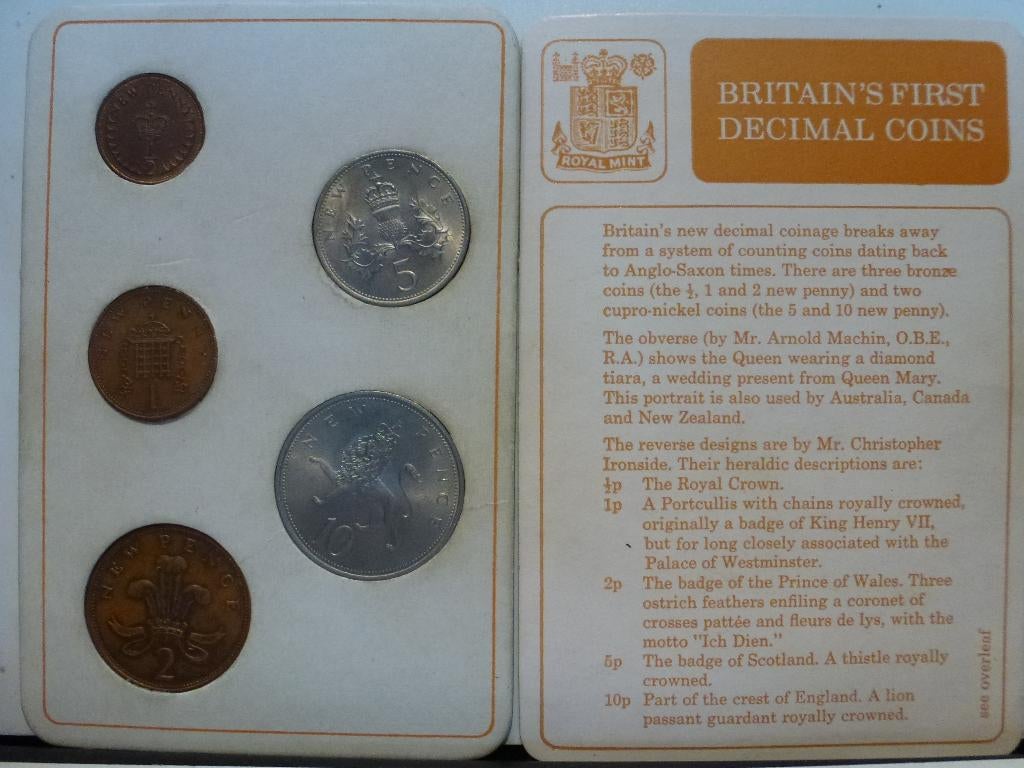 NEW PENNY
½
NEW PENCE
5
NEW PENNY
1
NEW PENCE
10
NEW PENCE
2
ROYAL MINT
BRITAIN'S FIRST
DECIMAL COINS
Britain's new decimal coinage breaks away
from a system of counting coins dating back
to Anglo-Saxon times. There are three bronze
coins (the ½, 1 and 2 new penny) and two
cupro-nickel coins (the 5 and 10 new penny).
The obverse (by Mr. Arnold Machin, O.B.E.,
R.A.) shows the Queen wearing a diamond
tiara, a wedding present from Queen Mary.
This portrait is also used by Australia, Canada
and New Zealand.
The reverse designs are by Mr. Christopher
Ironside. Their heraldic descriptions are:
½p The Royal Crown.
1p A Portcullis with chains royally crowned,
originally a badge of King Henry VII,
but for long closely associated with the
Palace of Westminster.
2p The badge of the Prince of Wales. Three
ostrich feathers enfiling a coronet of
crosses pattée and fleurs de lys, with the
motto "Ich Dien."
5p The badge of Scotland. A thistle royally
crowned.
10p Part of the crest of England. A lion
passant guardant royally crowned.
see overleaf